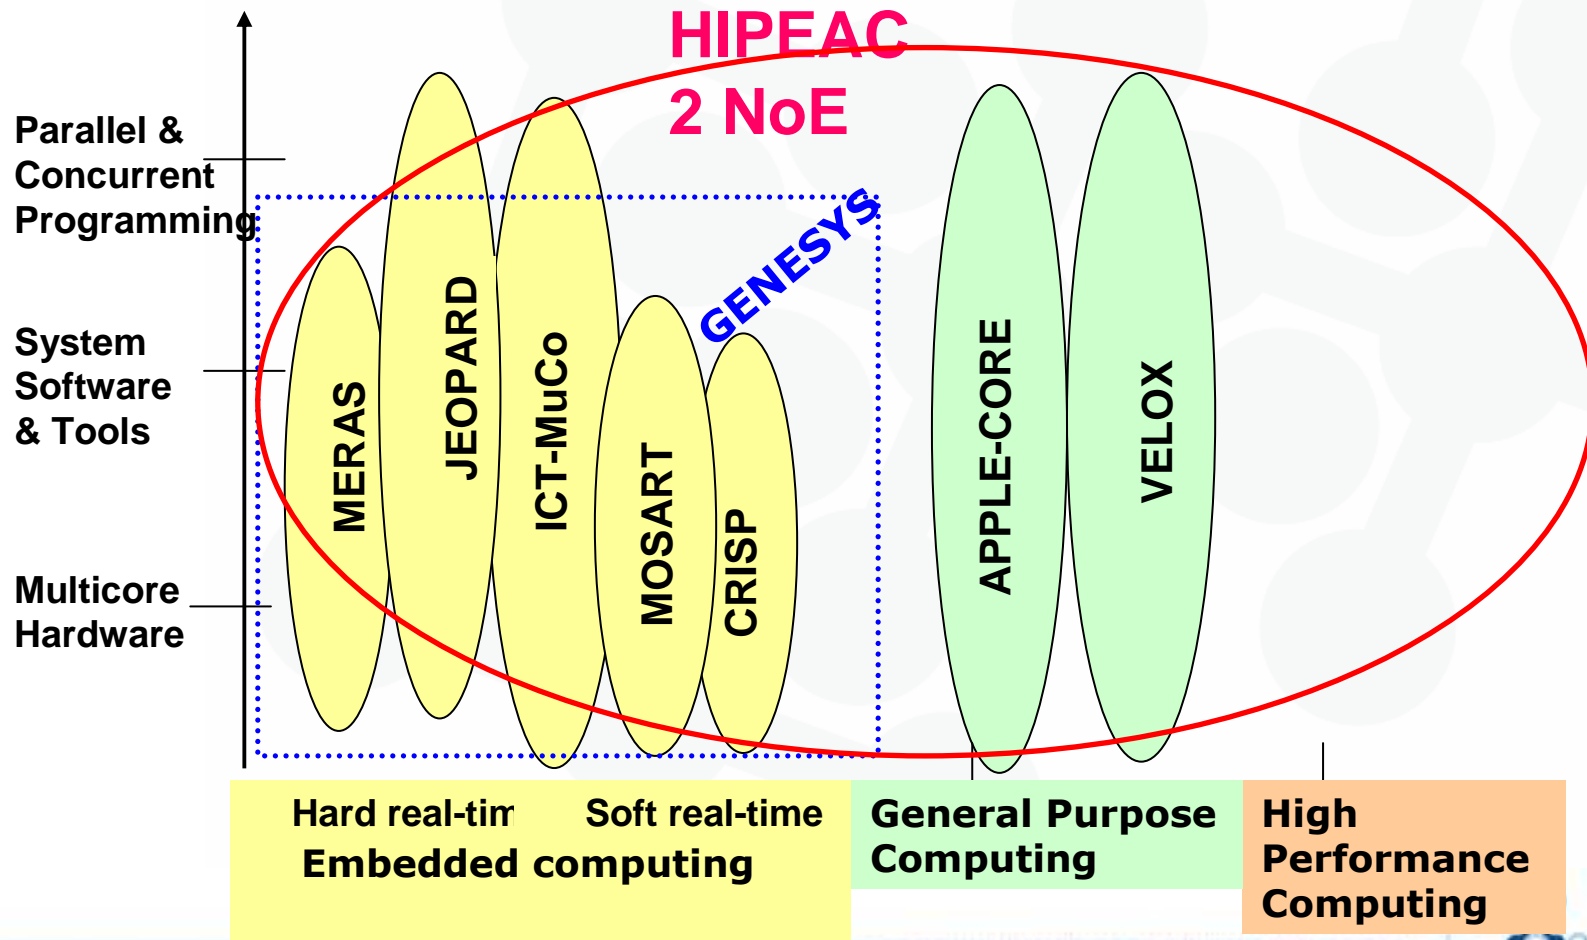 HIPEAC
2 NoE
Parallel &
Concurrent
Programming
System
Software
& Tools
Multicore
Hardware
MERAS
JEOPARD
ICT-MuCo
MOSART
CRISP
GENESYS
APPLE-CORE
VELOX
Hard real-tim
Soft real-time
Embedded computing
General Purpose
Computing
High
Performance
Computing